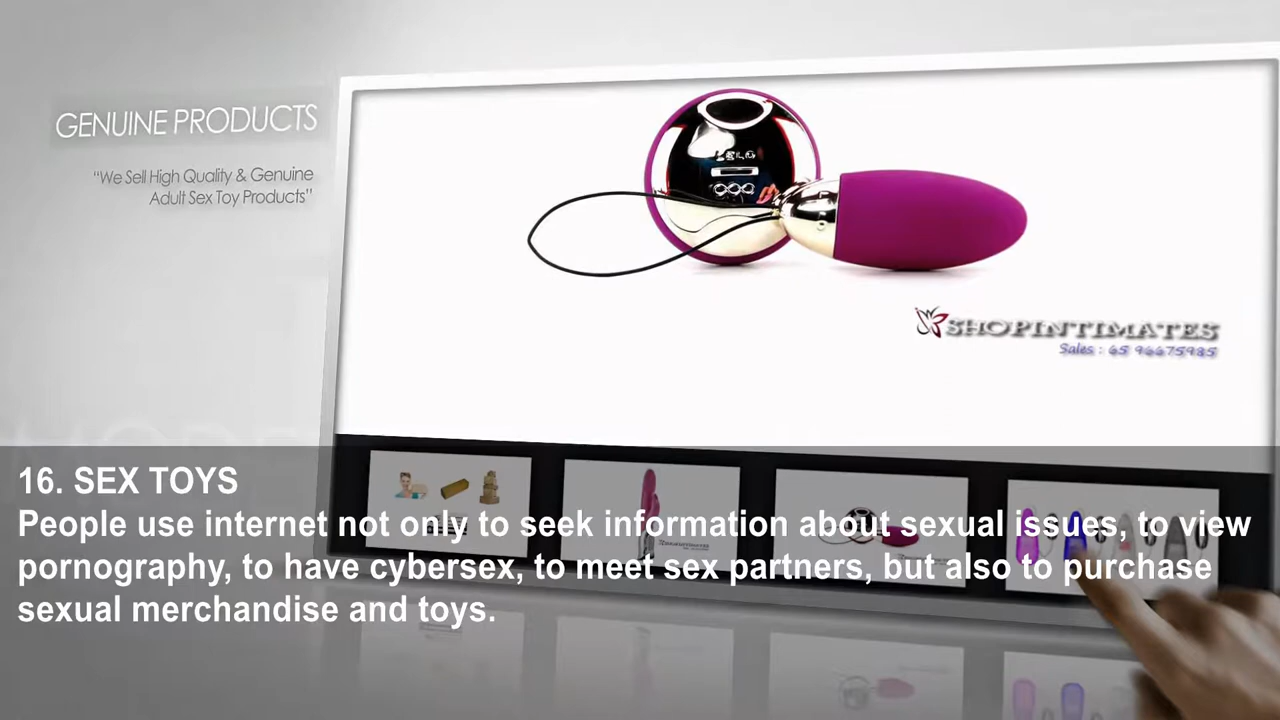 GENUINE PRODUCTS
“We Sell High Quality & Genuine
Adult Sex Toy Products”
LELO
SHOPINTIMATES
Sales : 65 96675985
16. SEX TOYS
People use internet not only to seek information about sexual issues, to view
pornography, to have cybersex, to meet sex partners, but also to purchase
sexual merchandise and toys.